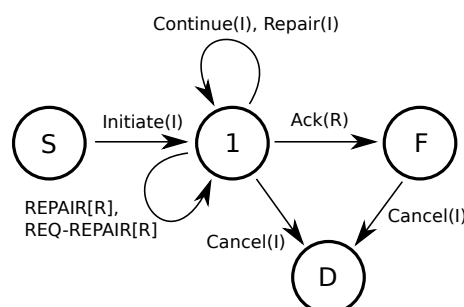 Continue(I), Repair(I)
Initiate(I)
Ack(R)
S
1
F
REPAIR[R],
REQ-REPAIR[R]
Cancel(I)
Cancel(I)
D